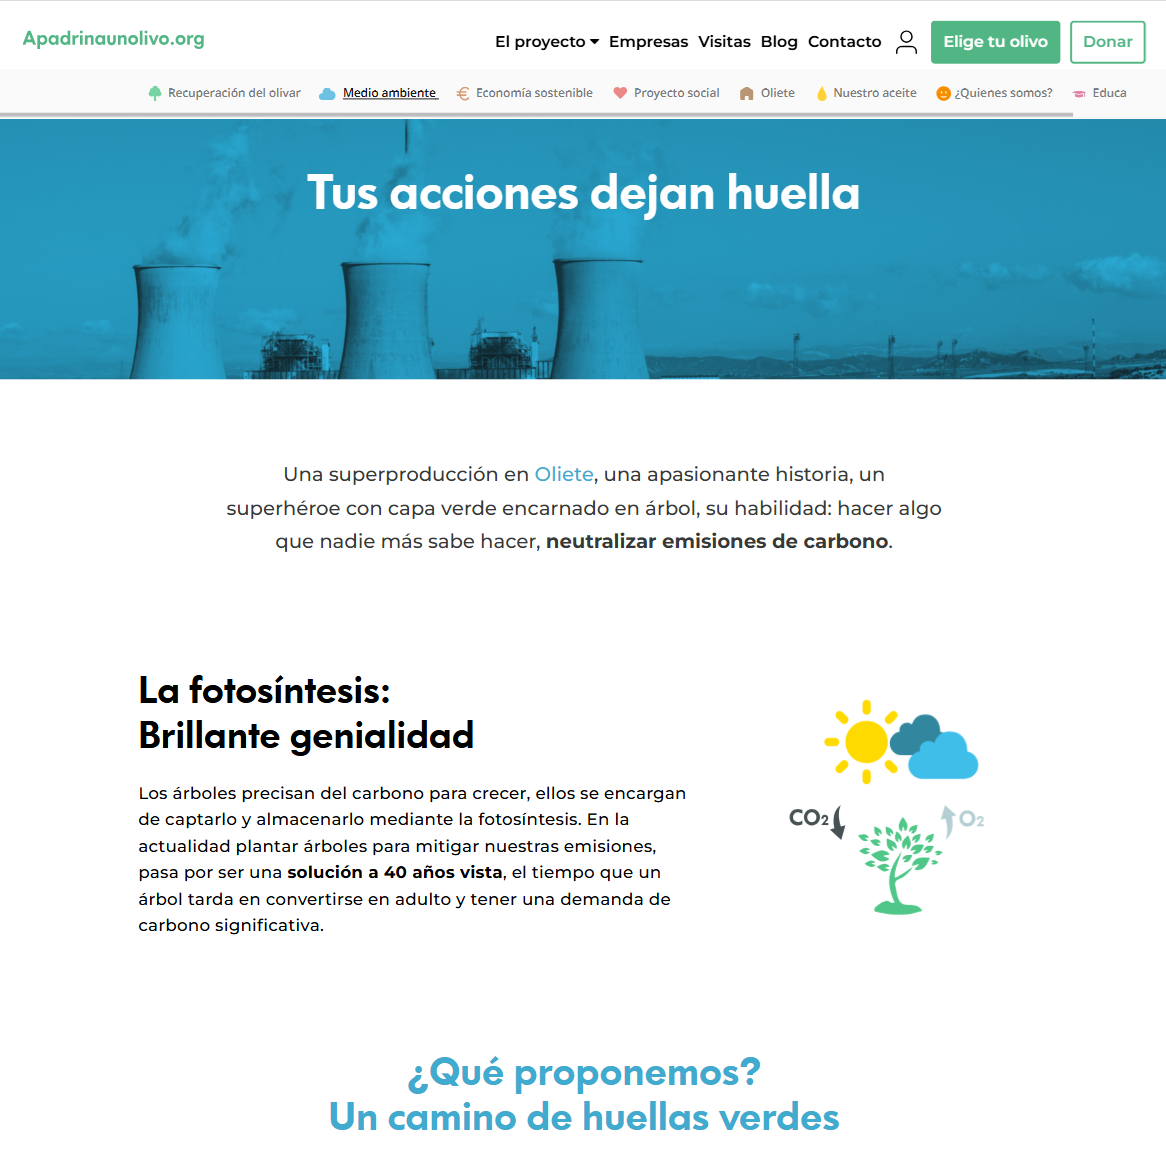 Apadrinaunolivo.org
El proyecto Empresas Visitas Blog Contacto Elige tu olivo Donar
Recuperación del olivar Medio ambiente Economía sostenible Proyecto social Oliete Nuestro aceite ¿Quienes somos? Educa
Tus acciones dejan huella
Una superproducción en Oliete, una apasionante historia, un
superhéroe con capa verde encarnado en árbol, su habilidad: hacer algo
que nadie más sabe hacer, neutralizar emisiones de carbono.
La fotosíntesis:
Brillante genialidad
Los árboles precisan del carbono para crecer, ellos se encargan
de captarlo y almacenarlo mediante la fotosíntesis. En la
actualidad plantar árboles para mitigar nuestras emisiones,
pasa por ser una solución a 40 años vista, el tiempo que un
árbol tarda en convertirse en adulto y tener una demanda de
carbono significativa.
CO2 O2
¿Qué proponemos?
Un camino de huellas verdes